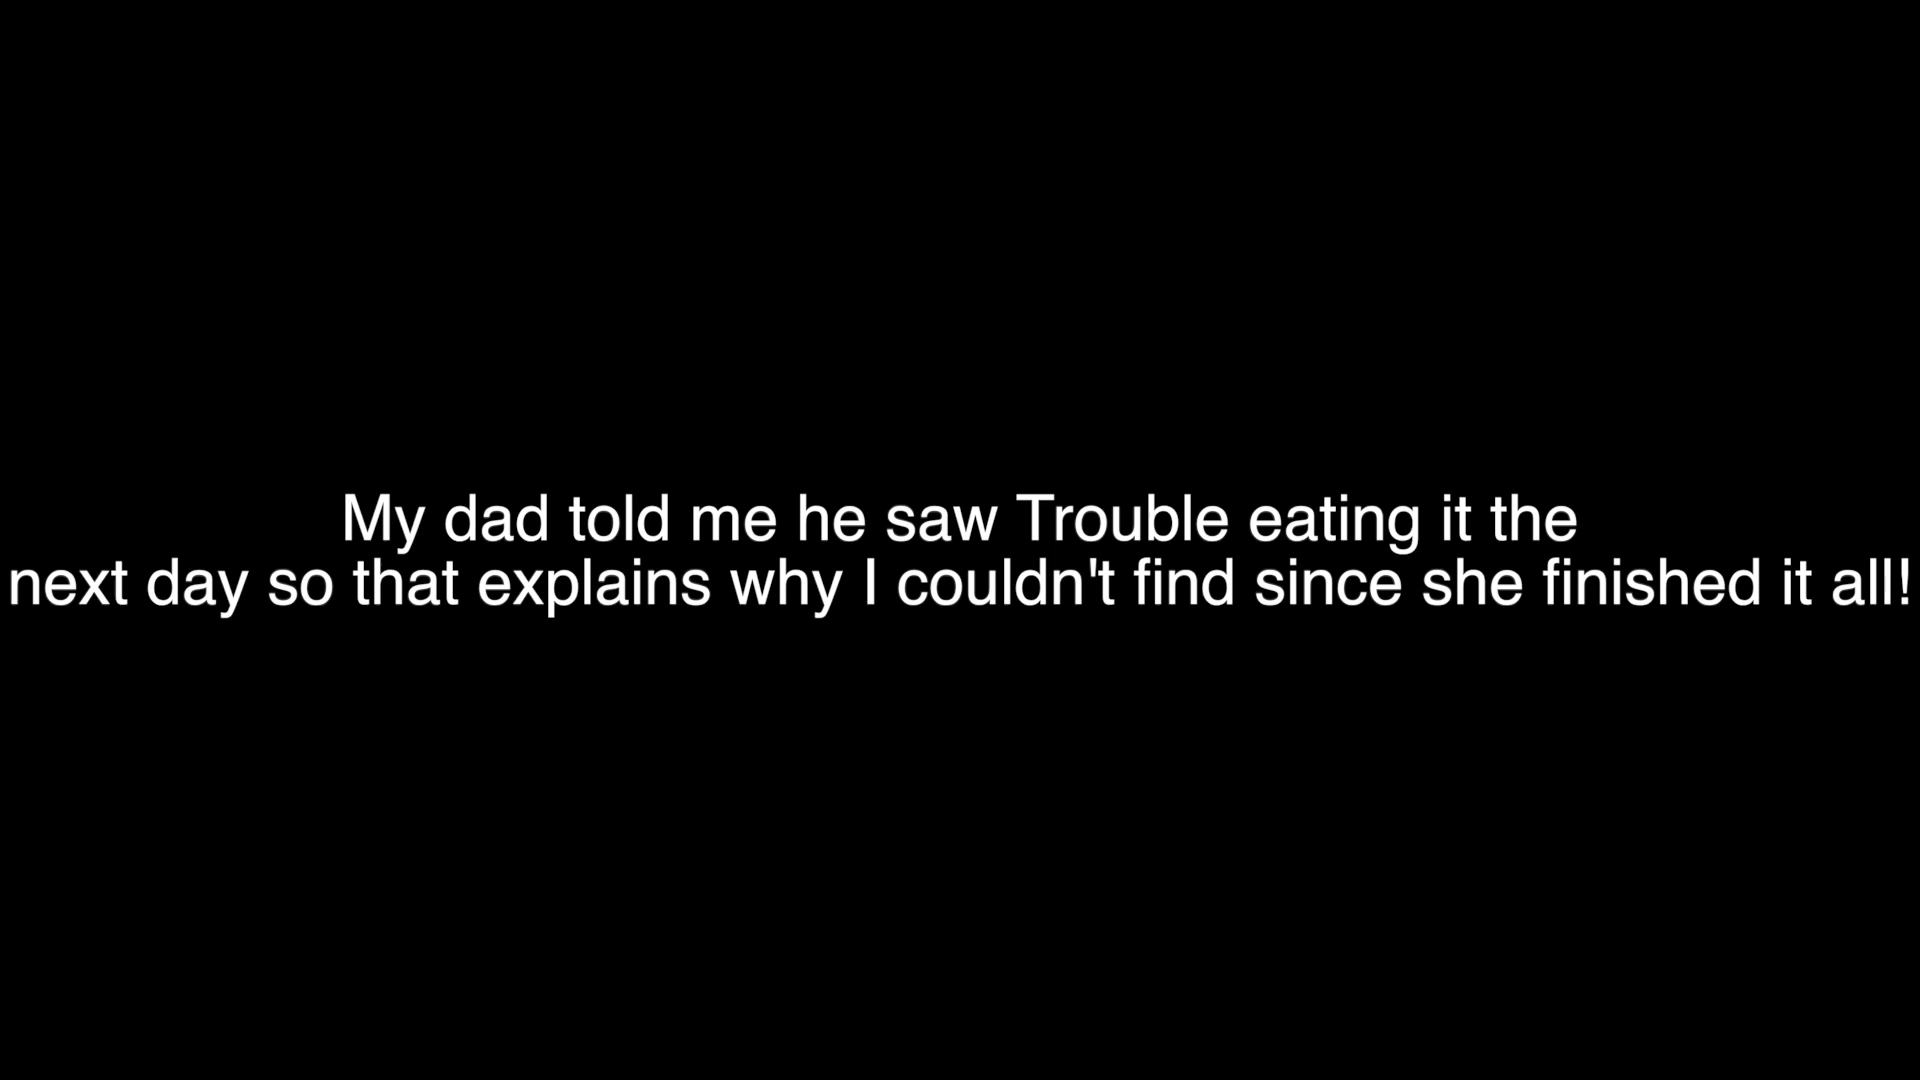 My dad told me he saw Trouble eating it the
next day so that explains why I couldn't find since she finished it all!